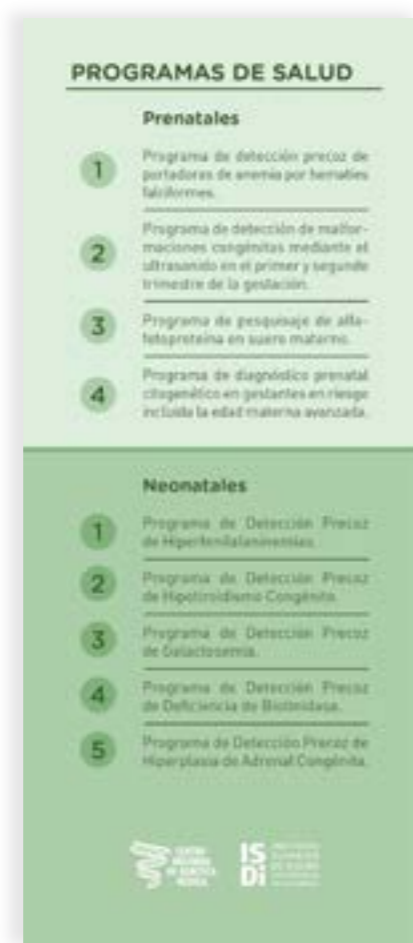 PROGRAMAS DE SALUD
Prenatales
1
Programa de detección precoz de
portadoras de anemia por hematíes
falciformes.
2
Programa de detección de malfor-
maciones congénitas mediante el
ultrasonido en el primer y segundo
trimestre de la gestación.
3
Programa de pesquisaje de alfa-
fetoproteína en suero materno.
4
Programa de diagnóstico prenatal
citogenético en gestantes en riesgo
incluida la edad materna avanzada.
Neonatales
1
Programa de Detección Precoz
de Hiperfenilalaninemias.
2
Programa de Detección Precoz
de Hipotiroidismo Congénito.
3
Programa de Detección Precoz
de Galactosemia.
4
Programa de Detección Precoz
de Deficiencia de Biotinidasa.
5
Programa de Detección Precoz de
Hiperplasia de Adrenal Congénita.
CENTRO
NACIONAL
DE GENÉTICA
MÉDICA
ISDi